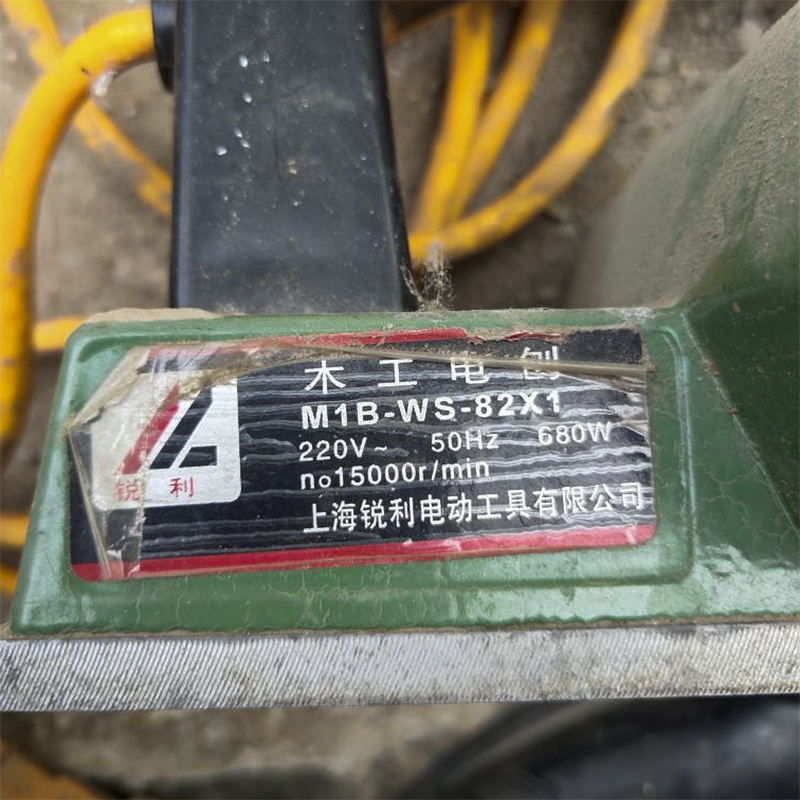 木工电刨
M1B-WS-82X1
220V~ 50Hz 680W
no15000r/min
上海锐利电动工具有限公司
锐利